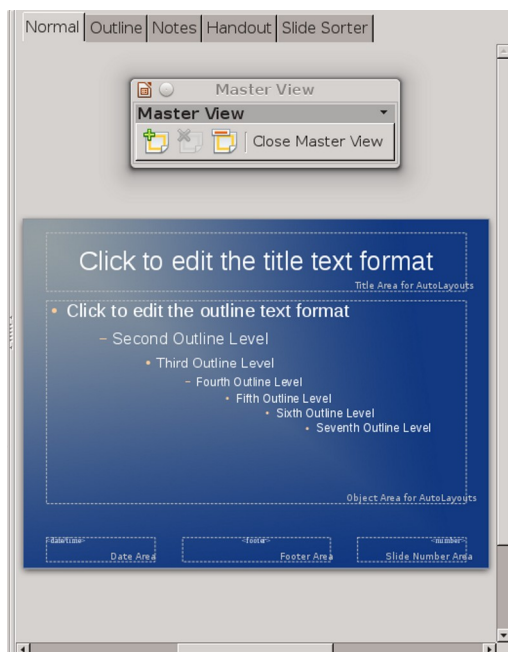 Normal Outline Notes Handout Slide Sorter
Master View
Master View
Close Master View
Click to edit the title text format
Title Area for AutoLayouts
• Click to edit the outline text format
– Second Outline Level
• Third Outline Level
– Fourth Outline Level
• Fifth Outline Level
• Sixth Outline Level
• Seventh Outline Level
Object Area for AutoLayouts
<date/time> <footer> <number>
Date Area Footer Area Slide Number Area